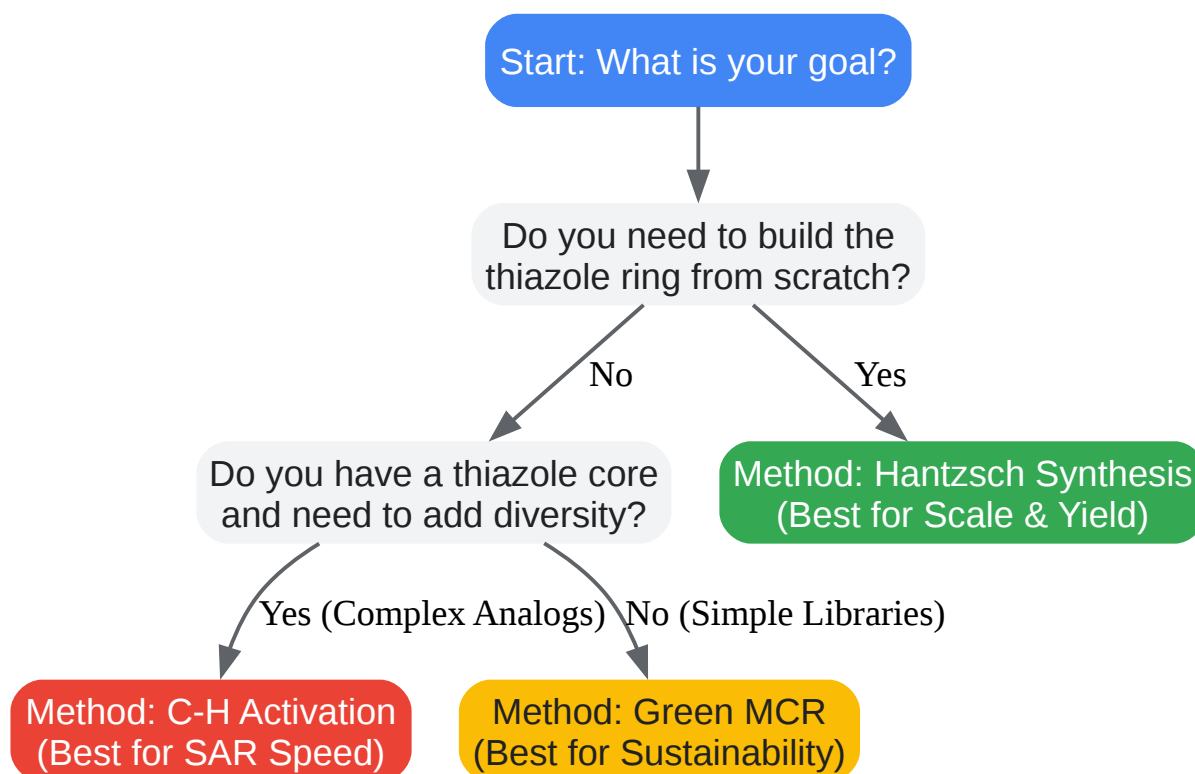 Start: What is your goal?
Do you need to build the
thiazole ring from scratch?
No
Yes
Do you have a thiazole core
and need to add diversity?
Method: Hantzsch Synthesis
(Best for Scale & Yield)
Yes (Complex Analogs)
No (Simple Libraries)
Method: C-H Activation
(Best for SAR Speed)
Method: Green MCR
(Best for Sustainability)